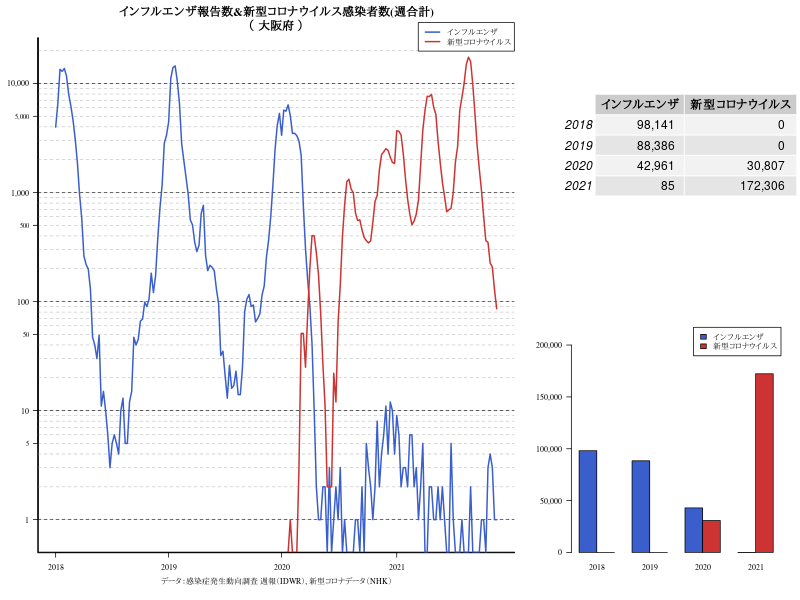 インフルエンザ報告数&新型コロナウイルス感染者数(週合計)
( 大阪府 )
インフルエンザ
新型コロナウイルス
10,000
5,000
1,000
500
100
50
10
5
1
2018
2019
2020
2021
データ:感染症発生動向調査 週報(IDWR)、新型コロナデータ(NHK)
インフルエンザ 新型コロナウイルス
2018 98,141 0
2019 88,386 0
2020 42,961 30,807
2021 85 172,306
インフルエンザ
新型コロナウイルス
200,000
150,000
100,000
50,000
0
2018
2019
2020
2021